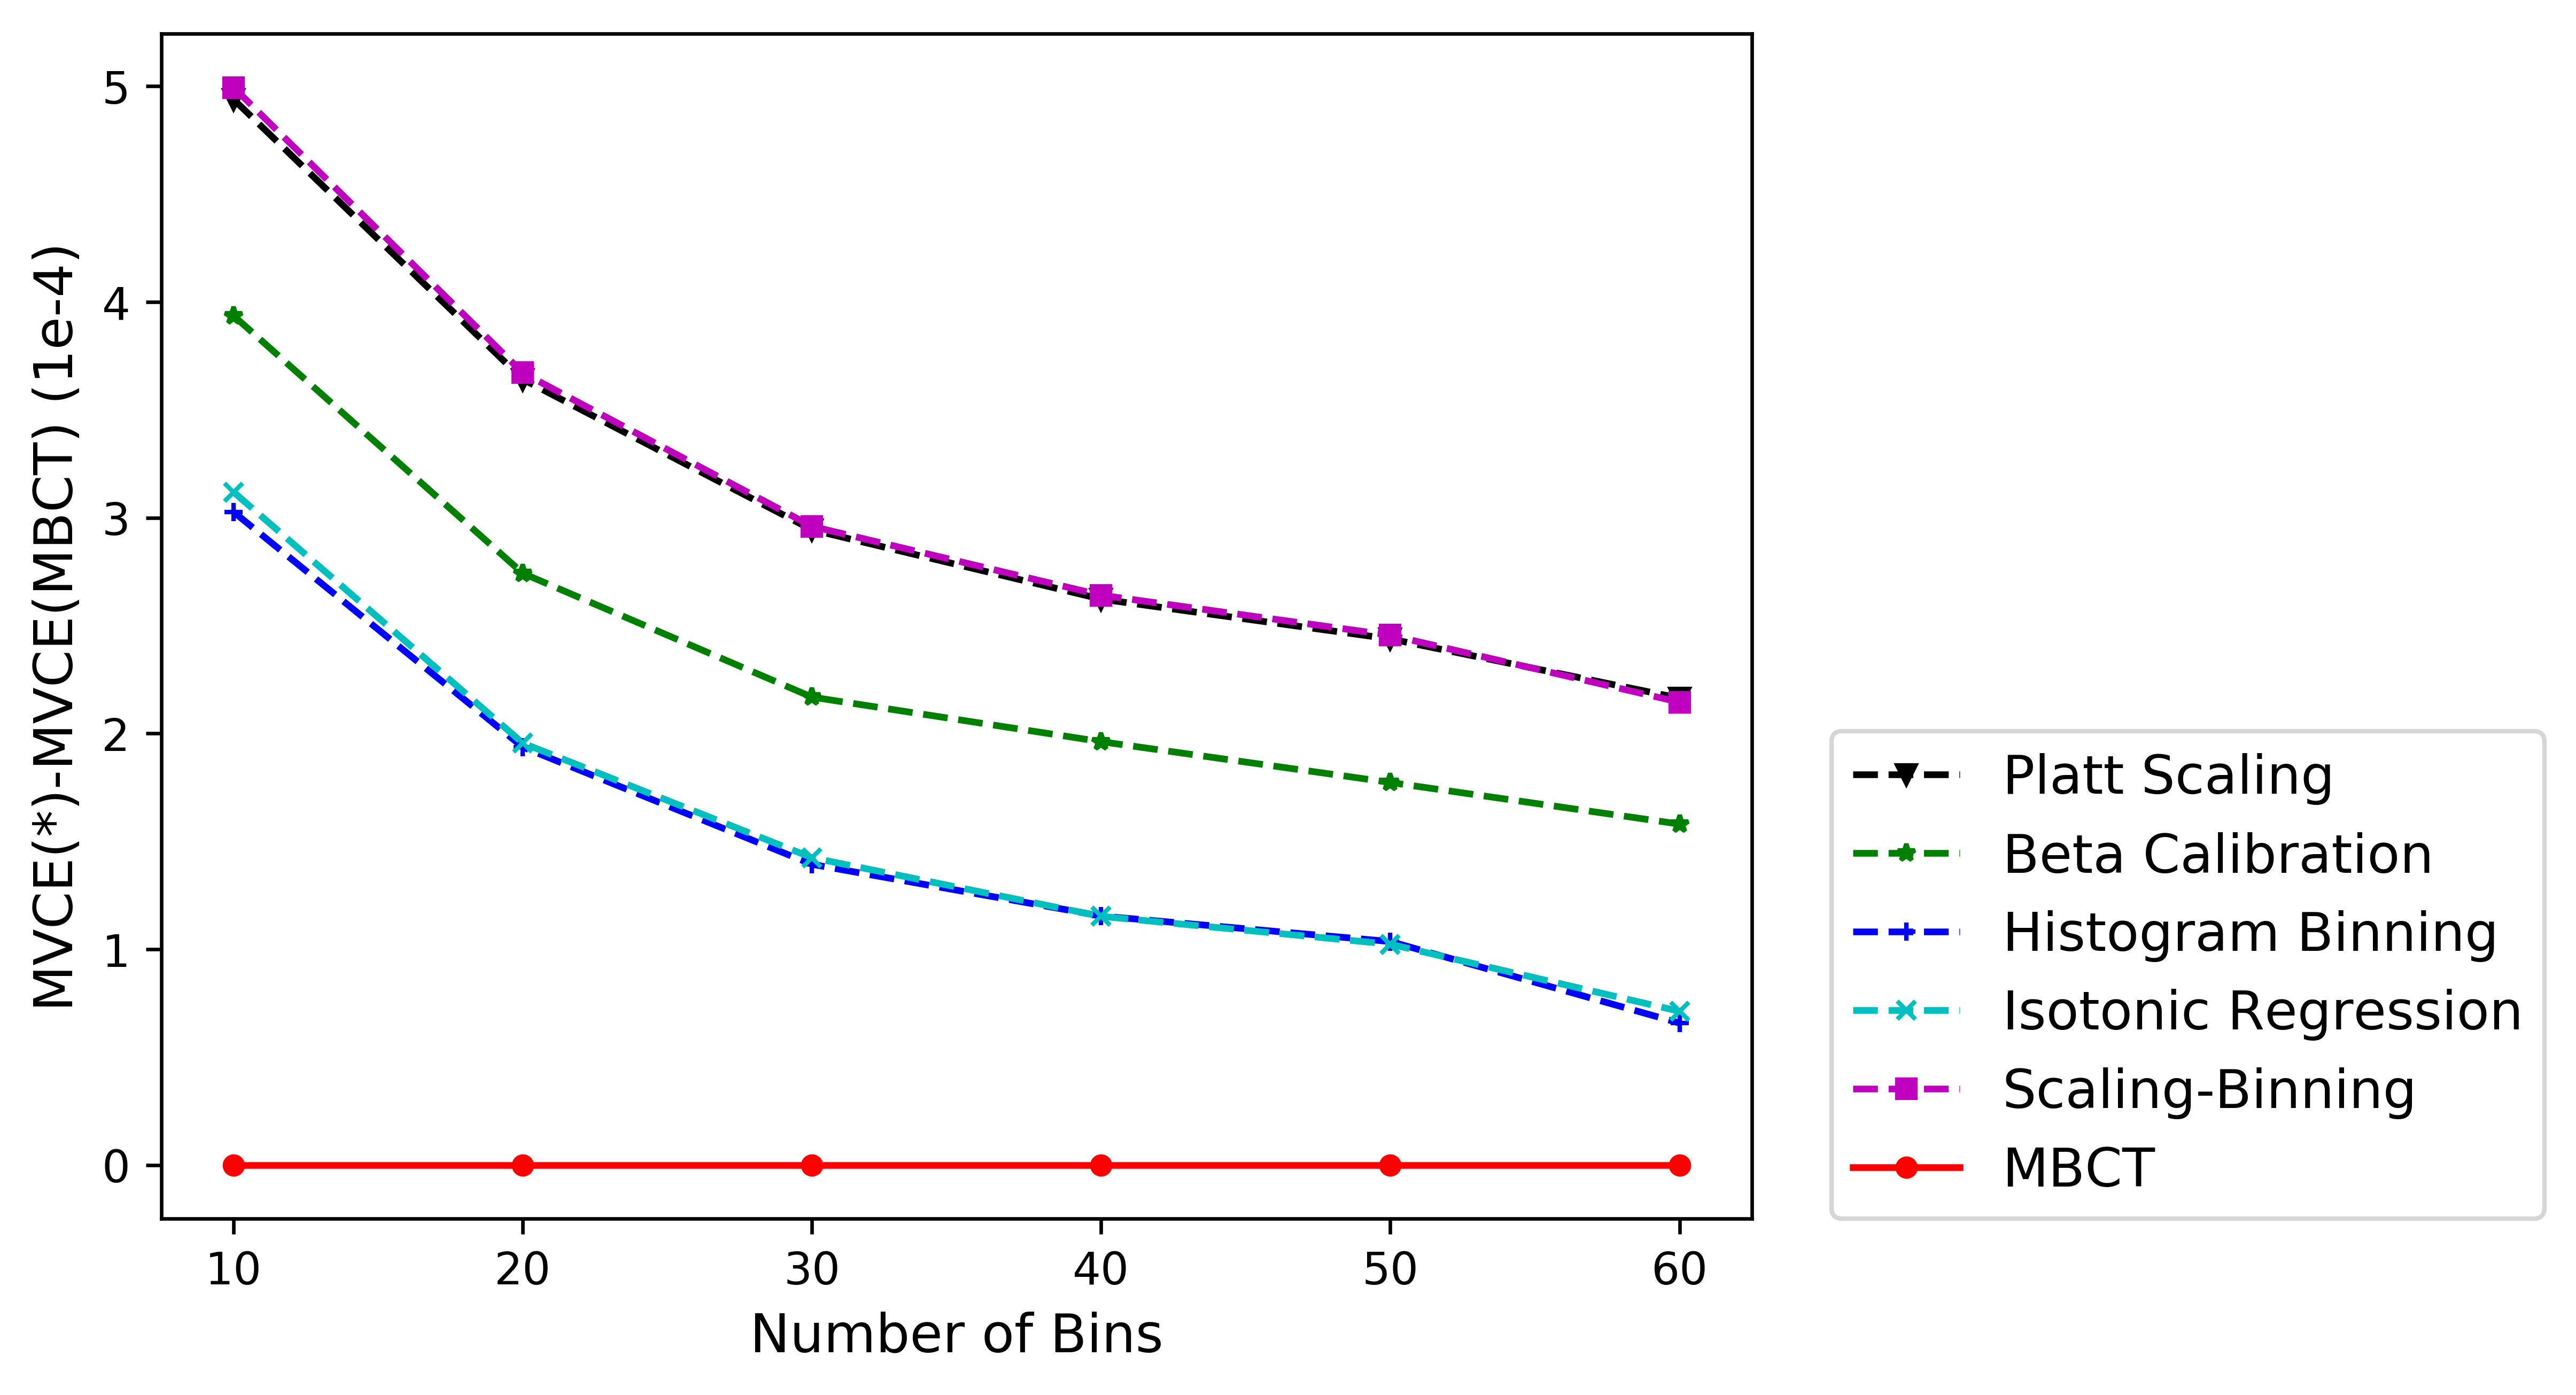 MVCE(*)-MVCE(MBCT) (1e-4)
5
4
3
2
1
0
10 20 30 40 50 60
Number of Bins
Platt Scaling
Beta Calibration
Histogram Binning
Isotonic Regression
Scaling-Binning
MBCT